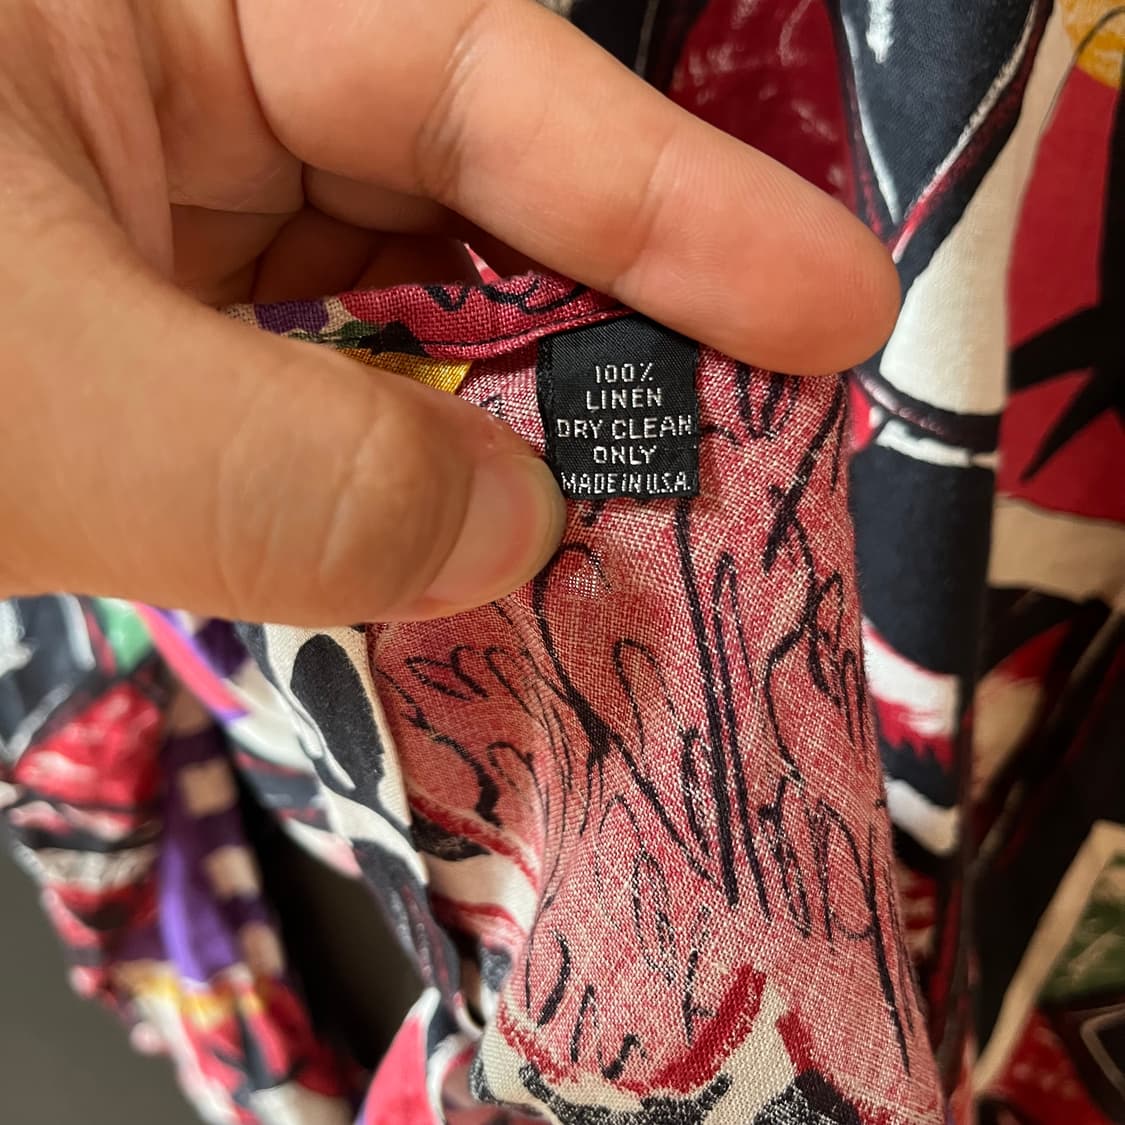 100%
LINEN
DRY CLEAN
ONLY
MADE IN U.S.A.